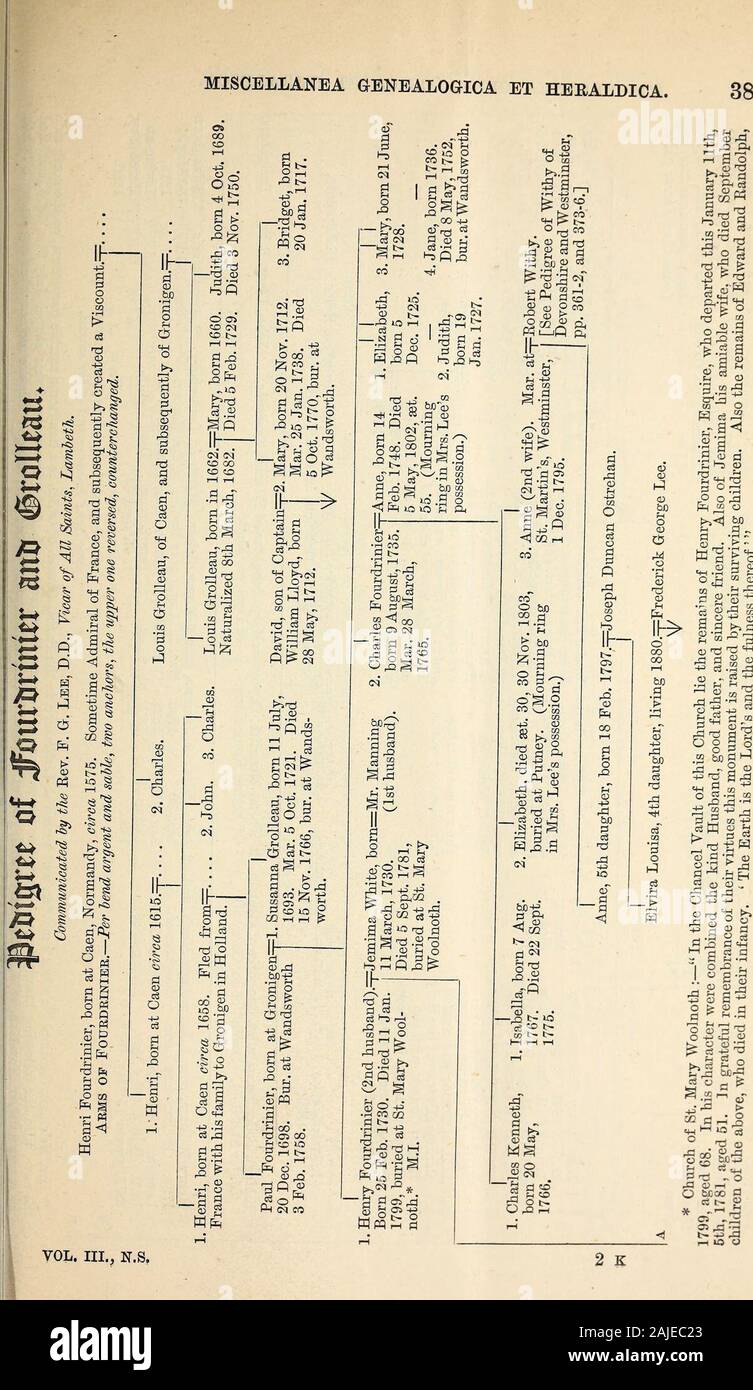 MISCELLANEA GENEALOGICA ET HERALDICA.
38
Pedigree of Fourdrinier and Grolleau.
Communicated by the Rev. F. G. LEE, D.D., Vicar of All Saints, Lambeth.
Henri Fourdrinier, born at Caen, Normandy, circa 1575. Sometime Admiral of France, and subsequently created a Viscount.=....
ARMS OF FOURDRINIER.—Per bend argent and sable, two anchors, the upper one reversed, counterchanged.
1. Henri, born at Caen circa 1615.=....
2. Charles.
Louis Grolleau, of Caen, and subsequently of Gronigen.=....
1. Henri, born at Caen circa 1658. Fled from=....
France with his family to Gronigen in Holland.
2. John.
3. Charles.
Louis Grolleau, born in 1662.=Mary, born 1660.
Naturalized 8th March, 1682.
Died 5 Feb. 1729.
Judith, born 4 Oct. 1689.
Died 3 Nov. 1750.
Paul Fourdrinier, born at Gronigen=1. Susanna Grolleau, born 11 July,
20 Dec. 1698. Bur. at Wandsworth
3 Feb. 1758.
1693. Mar. 5 Oct. 1721. Died
15 Nov. 1766, bur. at Wands-
worth.
David, son of Captain=2. Mary, born 20 Nov. 1712.
William Lloyd, born
28 May, 1712.
Mar. 25 Jan. 1738. Died
5 Oct. 1770, bur. at
Wandsworth.
3. Bridget, born
20 Jan. 1717.
1. Henry Fourdrinier (2nd husband).=Jemima White, born=Mr. Manning
Born 25 Feb. 1730. Died 11 Jan.
1799, buried at St. Mary Wool-
noth.* M.I.
11 March, 1730.
Died 5 Sept. 1781,
buried at St. Mary
Woolnoth.
(1st husband).
2. Charles Fourdrinier=Anne, born 14
born 9 August, 1735.
Mar. 28 March,
1765.
Feb. 1748. Died
5 May, 1802, æt.
55. (Mourning
ring in Mrs. Lee's
possession.)
1. Elizabeth,
born 5
Dec. 1725.
—
2. Judith,
born 19
Jan. 1727.
3. Mary, born 21 June,
1728.
—
4. Jane, born 1736.
Died 8 May, 1752,
bur. at Wandsworth.
1. Charles Kenneth,
born 20 May,
1766.
1. Isabella, born 7 Aug.
1767. Died 22 Sept.
1775.
2. Elizabeth, died æt. 30, 30 Nov. 1803,
buried at Putney. (Mourning ring
in Mrs. Lee's possession.)
3. Anne (2nd wife). Mar. at=Robert Withy.
St. Martin's, Westminster,
1 Dec. 1795.
[See Pedigree of Withy of
Devonshire and Westminster,
pp. 361-2, and 373-6.]
Anne, 5th daughter, born 18 Feb. 1797.=Joseph Duncan Ostrehan.
Elvira Louisa, 4th daughter, living 1880.=Frederick George Lee.
A
* Church of St. Mary Woolnoth :—"In the Chancel Vault of this Church lie the remains of Henry Fourdrinier, Esquire, who departed this January 11th,
1799, aged 68. In his character were combined the kind Husband, good father, and sincere friend. Also of Jemima his amiable wife, who died September
5th, 1781, aged 51. In grateful remembrance of their virtues this monument is raised by their surviving children. Also the remains of Edward and Randolph,
children of the above, who died in their infancy. 'The Earth is the Lord's and the fulness thereof.'"
VOL. III., N.S.
2 K
a
alamy
Image ID: 2AJEC23
www.alamy.com